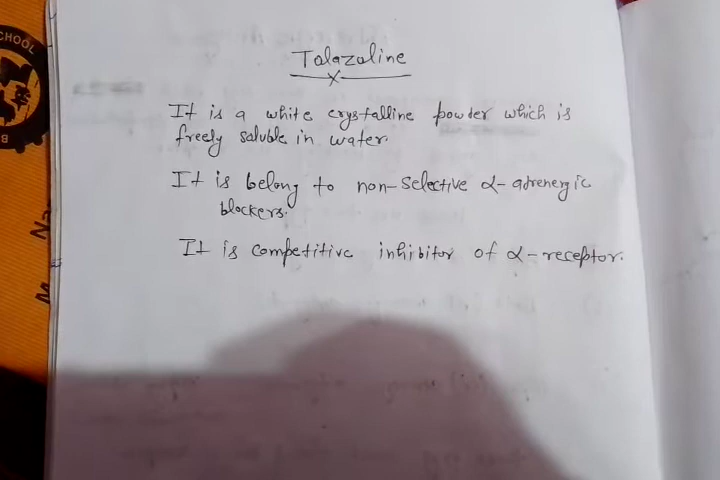 CHOOL
Tolazoline
It is a white crystalline powder which is
freely soluble in water.
It is belong to non-selective α-adrenergic
blockers.
It is competitive inhibitor of α-receptor.